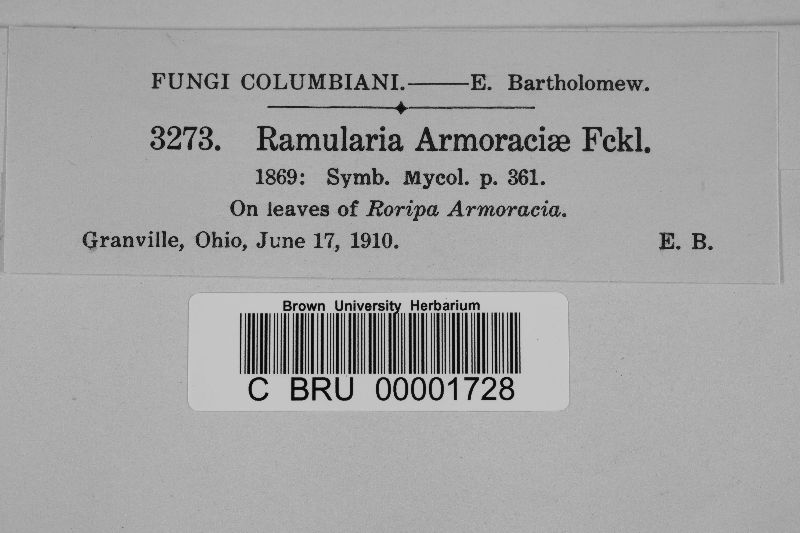 FUNGI COLUMBIANI.——E. Bartholomew.
3273. Ramularia Armoraciæ Fckl.
1869: Symb. Mycol. p. 361.
On leaves of Roripa Armoracia.
Granville, Ohio, June 17, 1910. E. B.
Brown University Herbarium
C BRU 00001728